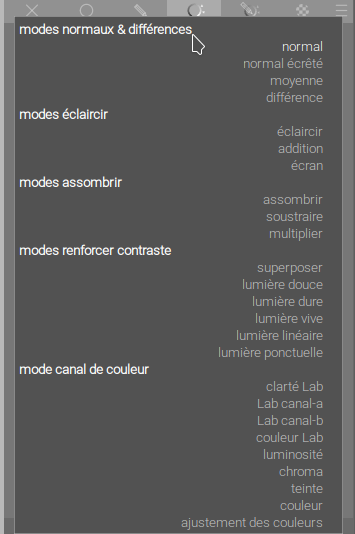 modes normaux & différences
normal
normal écrêté
moyenne
différence
modes éclaircir
éclaircir
addition
écran
modes assombrir
assombrir
soustraire
multiplier
modes renforcer contraste
superposer
lumière douce
lumière dure
lumière vive
lumière linéaire
lumière ponctuelle
mode canal de couleur
clarté Lab
Lab canal-a
Lab canal-b
couleur Lab
luminosité
chroma
teinte
couleur
ajustement des couleurs